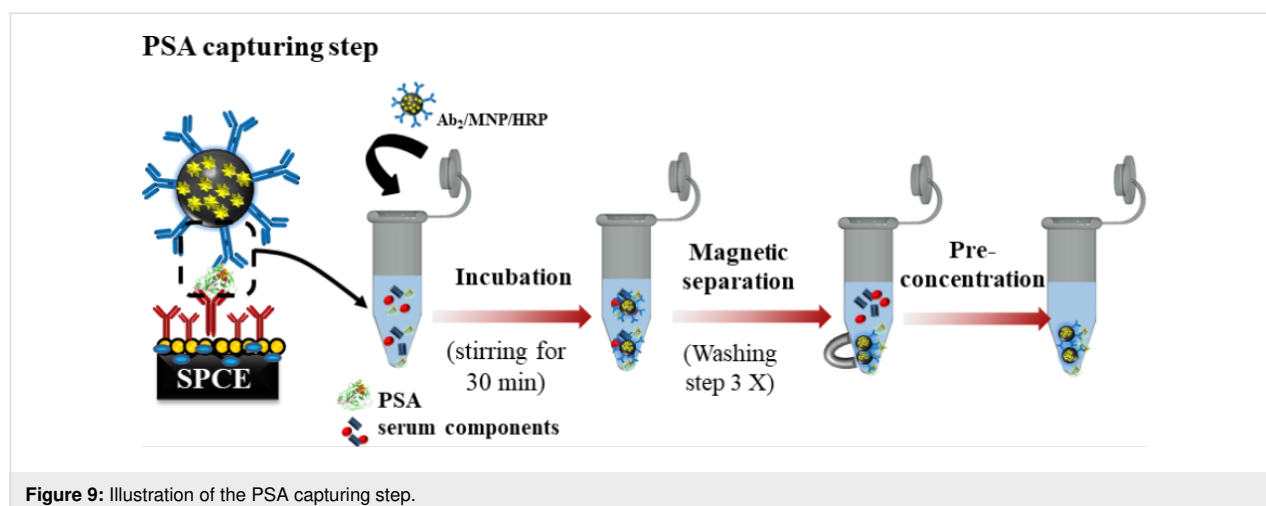 PSA capturing step
Ab₂/MNP/HRP
Incubation
(stirring for
30 min)
Magnetic
separation
(Washing
step 3 X)
Pre-
concentration
SPCE
PSA
serum components
Figure 9: Illustration of the PSA capturing step.